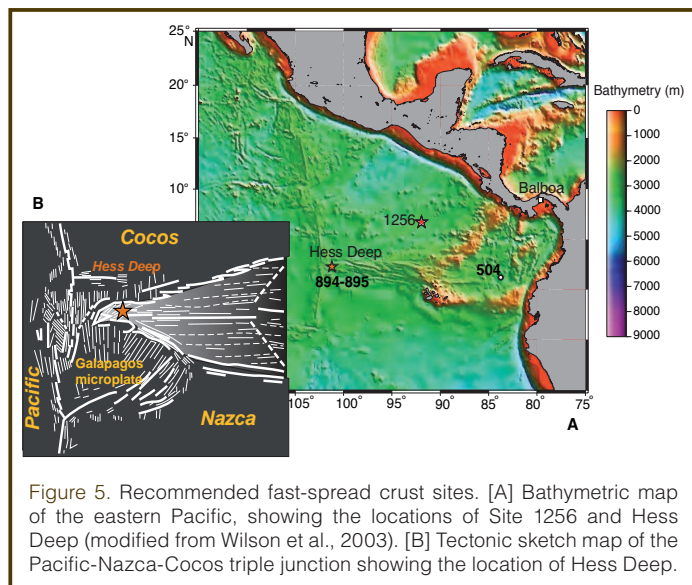 25°
N
20°
15°
10°
105°
100°
95°
90°
85°
80°
75°
A
Balboa
1256
Hess Deep
894-895
504
Bathymetry (m)
0
1000
2000
3000
4000
5000
6000
7000
8000
9000
B
Cocos
Hess Deep
Galapagos
microplate
Pacific
Nazca
Figure 5. Recommended fast-spread crust sites. [A] Bathymetric map
of the eastern Pacific, showing the locations of Site 1256 and Hess
Deep (modified from Wilson et al., 2003). [B] Tectonic sketch map of the
Pacific-Nazca-Cocos triple junction showing the location of Hess Deep.